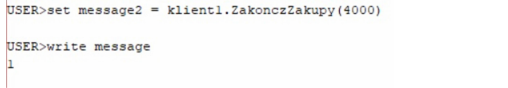 USER>set message2 = klient1.ZakonczZakupy(4000)
USER>write message
1